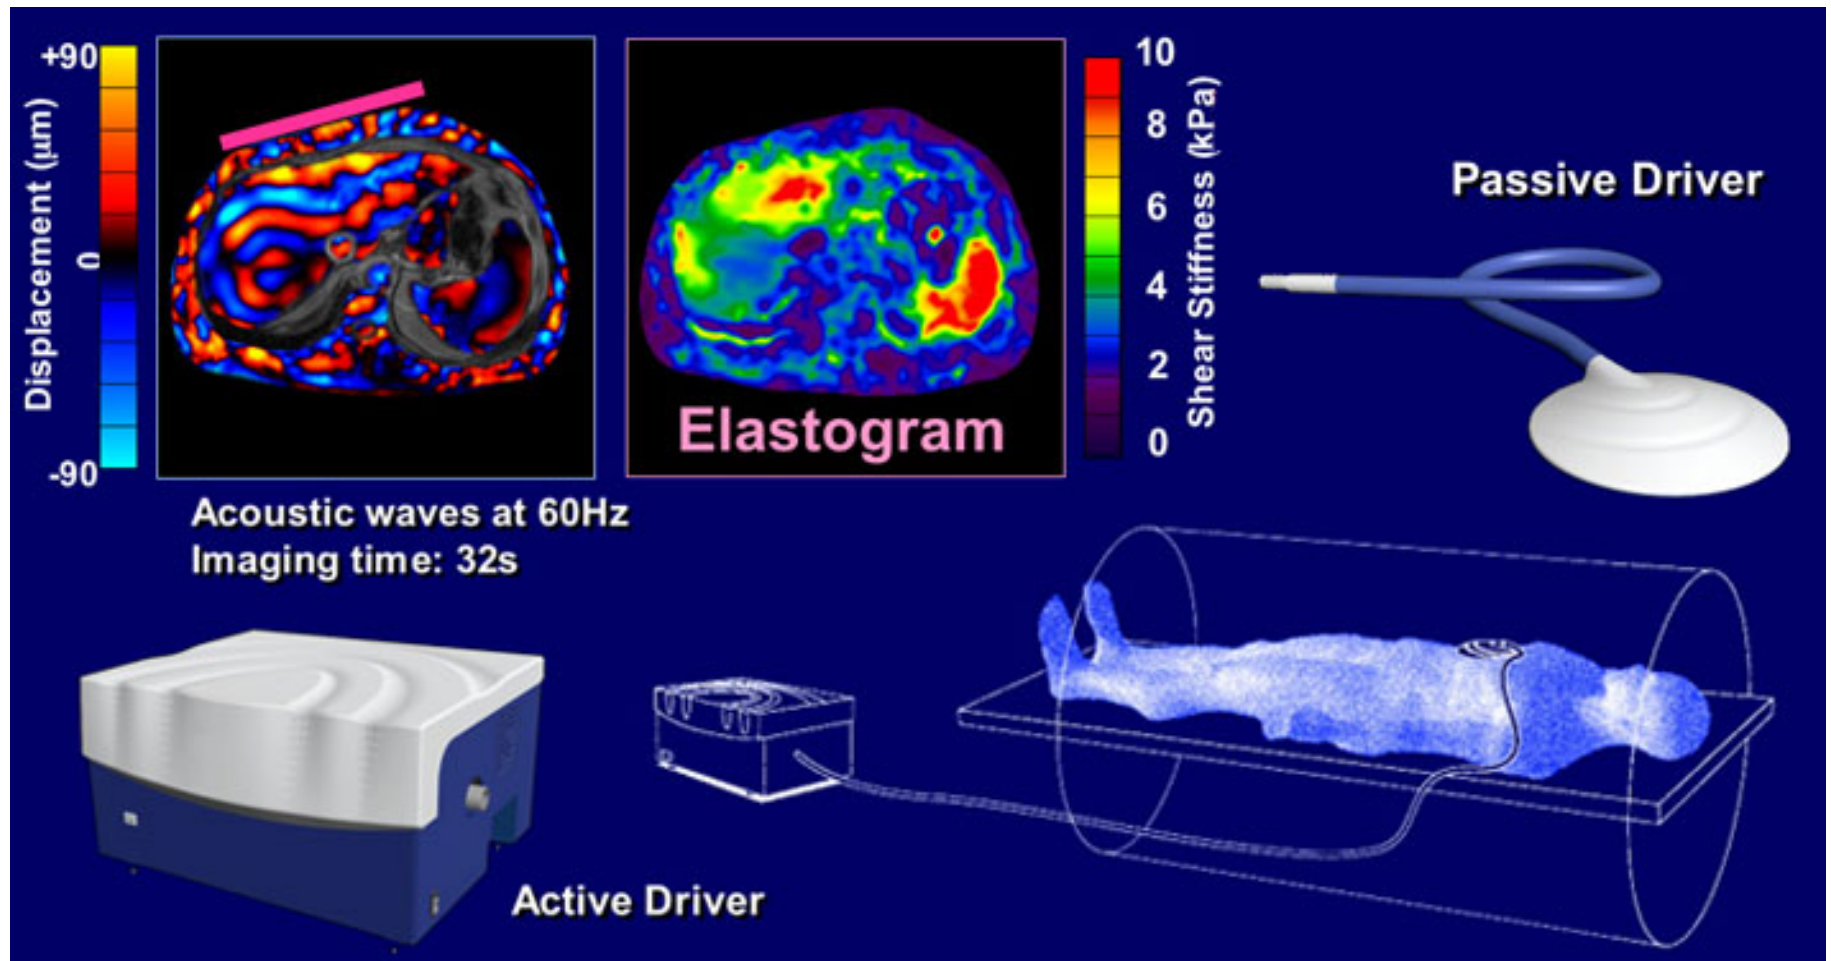 +90
0
-90
Displacement (µm)
Elastogram
10
8
6
4
2
0
Shear Stiffness (kPa)
Passive Driver
Acoustic waves at 60Hz
Imaging time: 32s
Active Driver